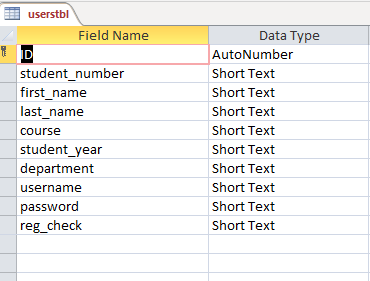 userstbl
Field Name Data Type
ID AutoNumber
student_number Short Text
first_name Short Text
last_name Short Text
course Short Text
student_year Short Text
department Short Text
username Short Text
password Short Text
reg_check Short Text